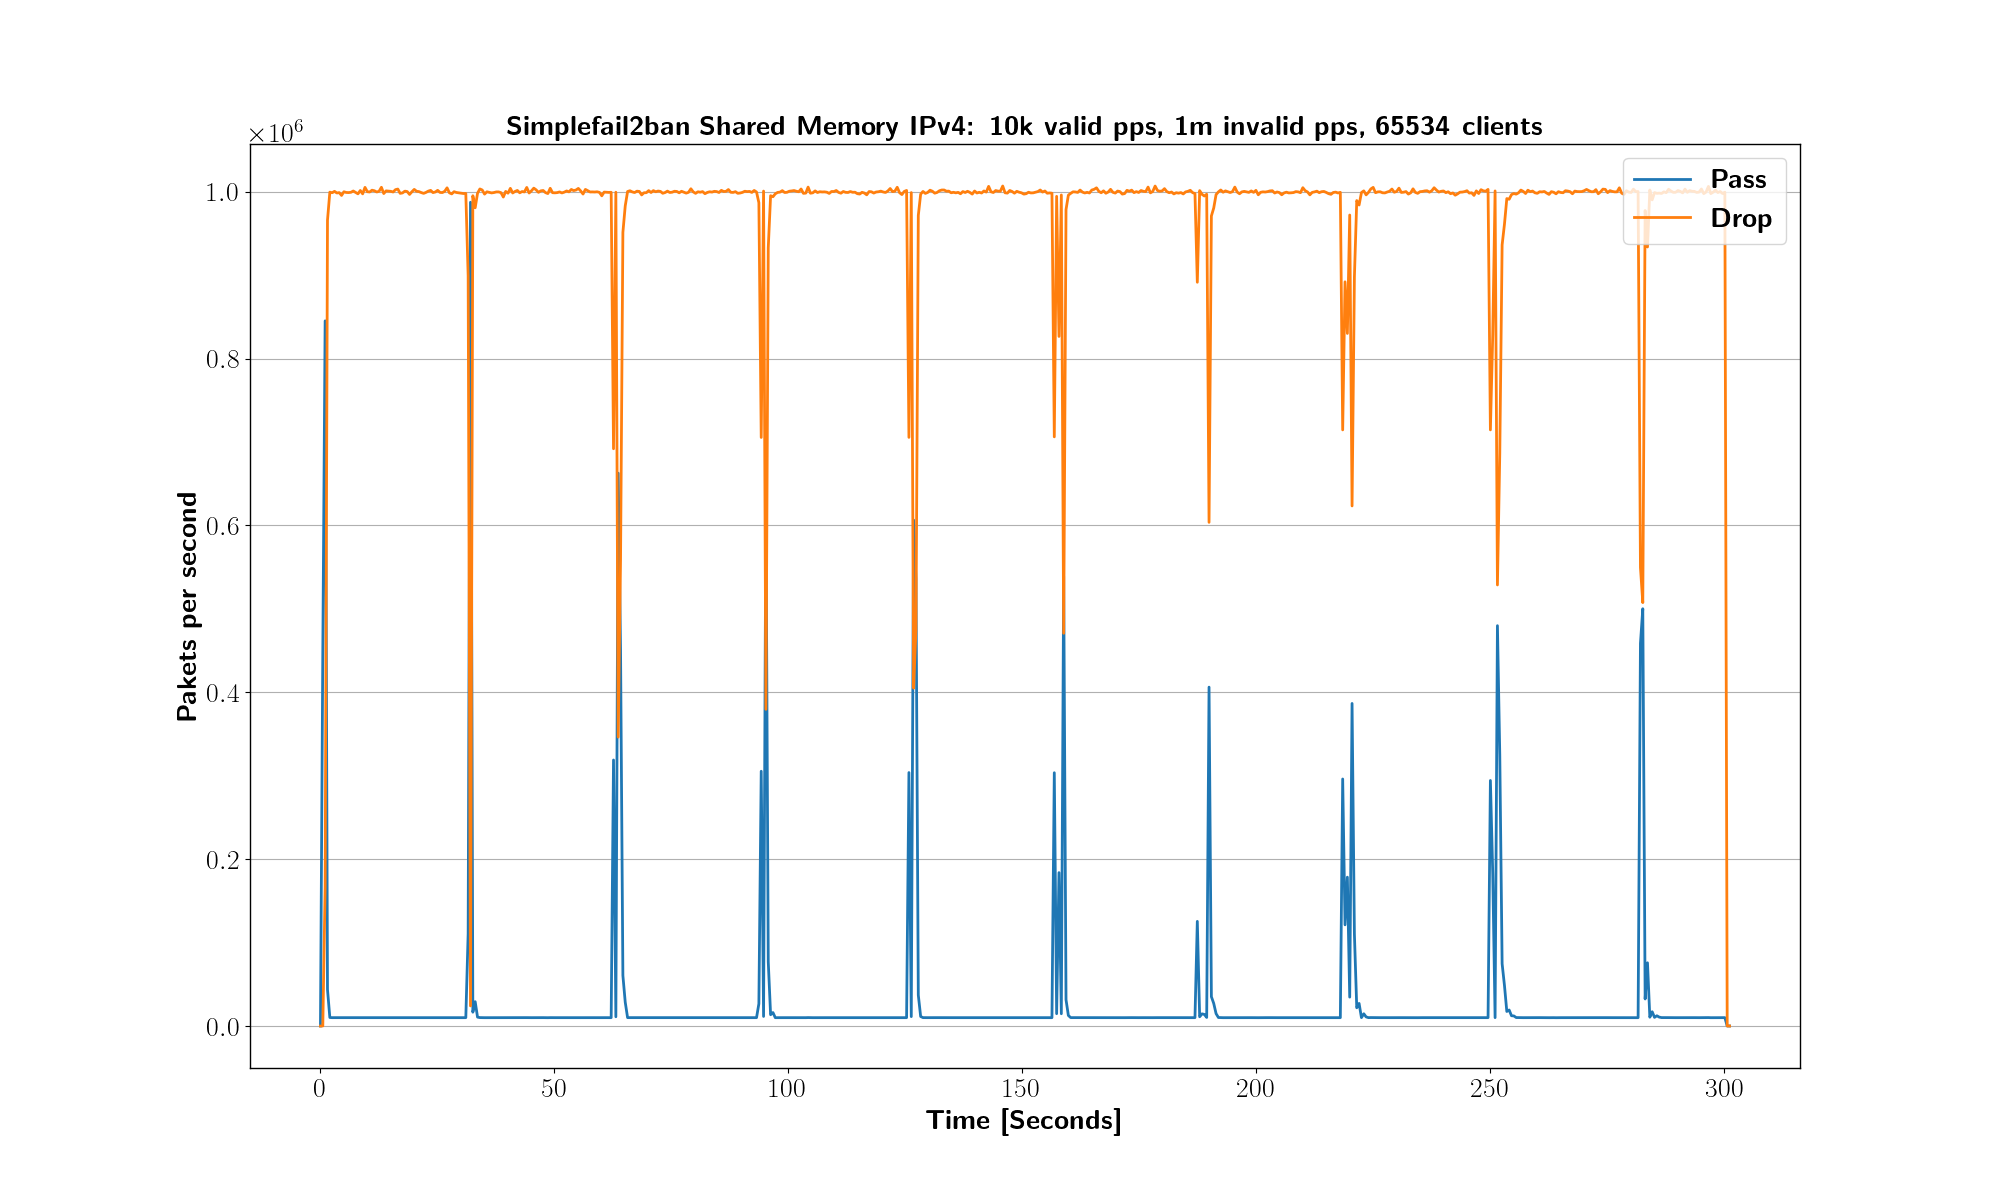 Simplefail2ban Shared Memory IPv4: 10k valid pps, 1m invalid pps, 65534 clients
×10⁶
Pass
Drop
1.0
0.8
0.6
0.4
0.2
0.0
Pakets per second
0 50 100 150 200 250 300
Time [Seconds]